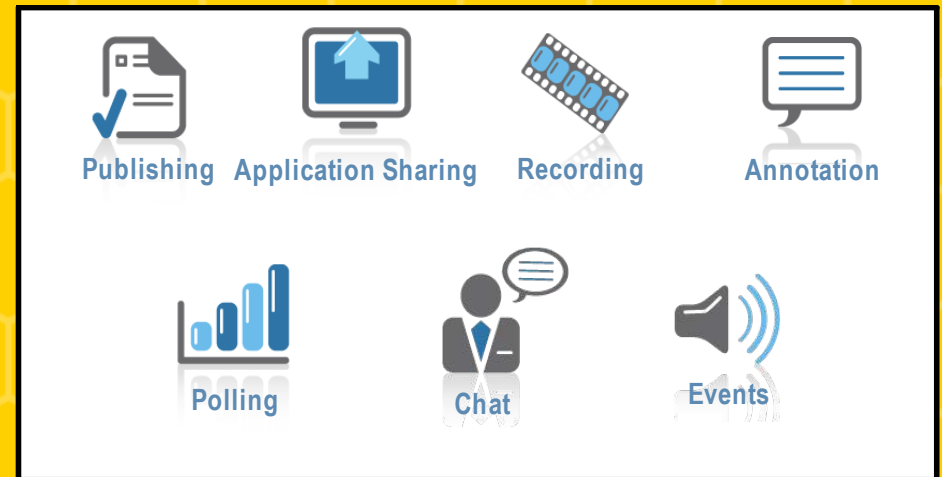 Publishing
Application Sharing
Recording
Annotation
Polling
Chat
Events